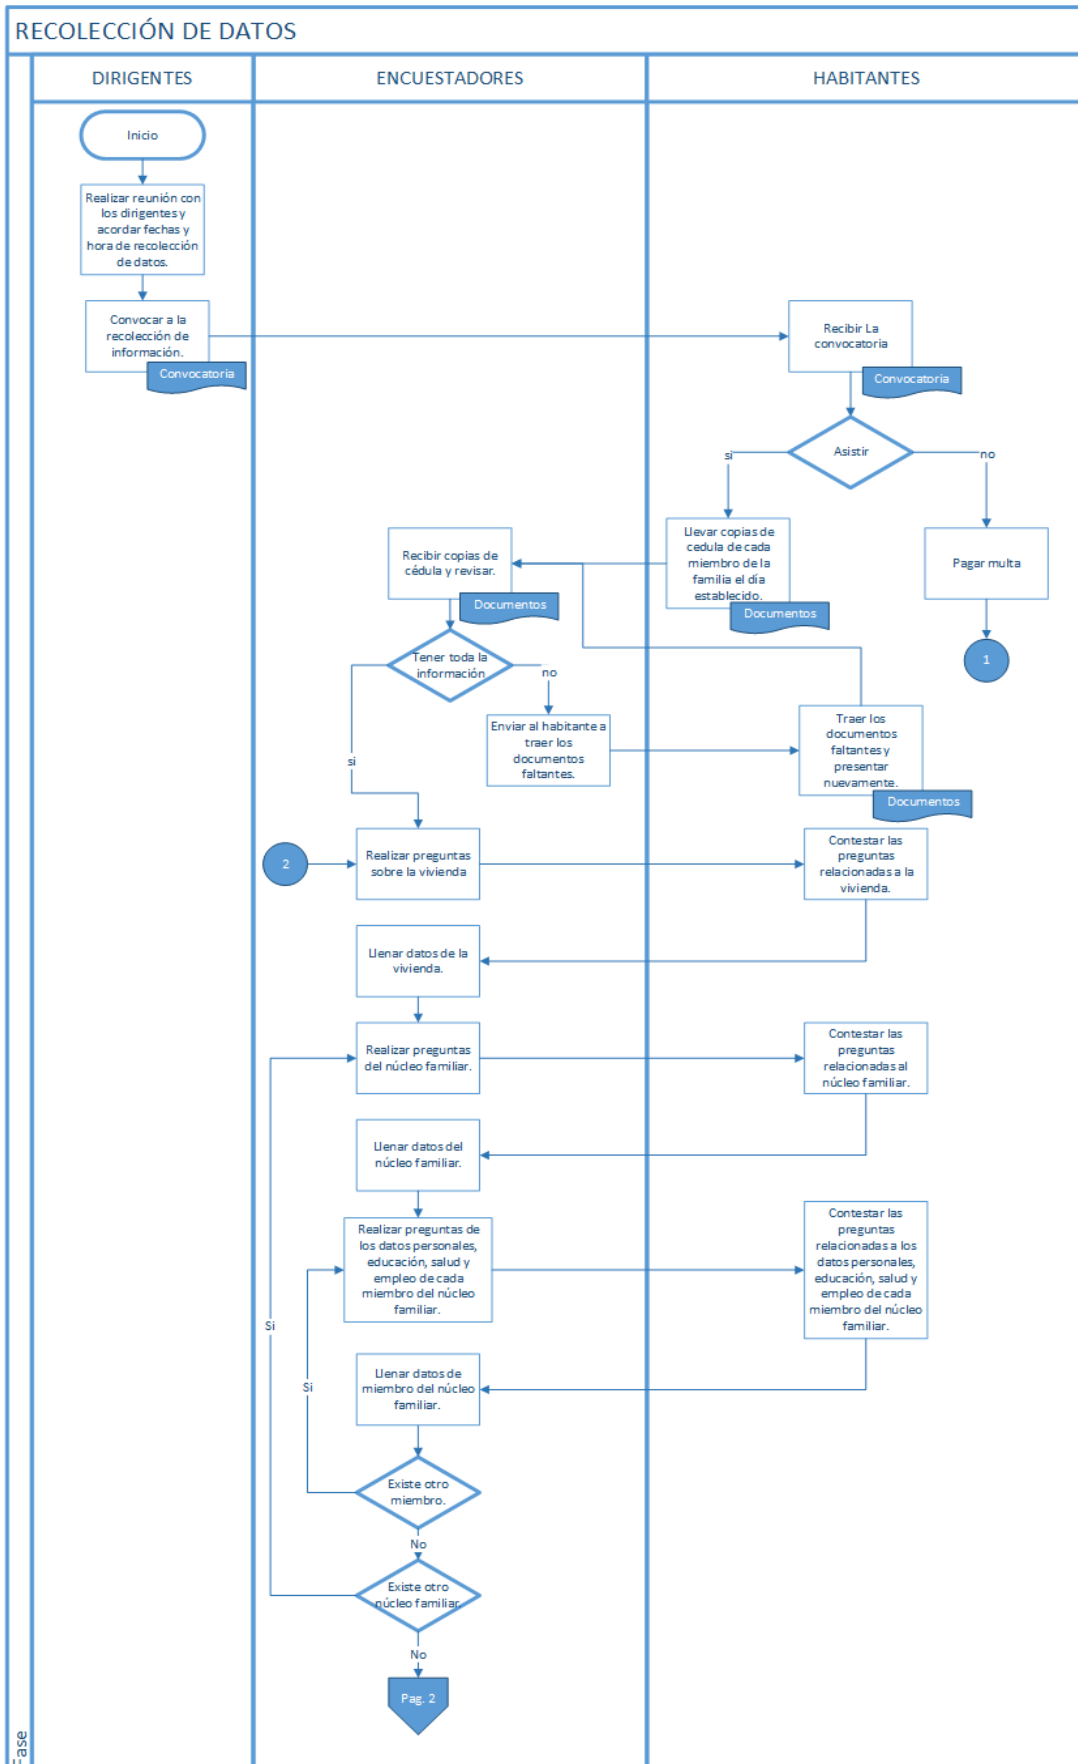 RECOLECCIÓN DE DATOS
DIRIGENTES
ENCUESTADORES
HABITANTES
Inicio
Realizar reunión con
los dirigentes y
acordar fechas y
hora de recolección
de datos.
Convocar a la
recolección de
información.
Convocatoria
Recibir La
convocatoria
Convocatoria
Asistir
si
no
Llevar copias de
cedula de cada
miembro de la
familia el día
establecido.
Documentos
Pagar multa
1
Recibir copias de
cédula y revisar.
Documentos
Tener toda la
información
no
si
Enviar al habitante a
traer los
documentos
faltantes.
Traer los
documentos
faltantes y
presentar
nuevamente.
Documentos
2
Realizar preguntas
sobre la vivienda
Contestar las
preguntas
relacionadas a la
vivienda.
Llenar datos de la
vivienda.
Realizar preguntas
del núcleo familiar.
Contestar las
preguntas
relacionadas al
núcleo familiar.
Llenar datos del
núcleo familiar.
Realizar preguntas de
los datos personales,
educación, salud y
empleo de cada
miembro del núcleo
familiar.
Contestar las
preguntas
relacionadas a los
datos personales,
educación, salud y
empleo de cada
miembro del núcleo
familiar.
Si
Si
Llenar datos de
miembro del núcleo
familiar.
Existe otro
miembro.
No
Existe otro
núcleo familiar
No
Pag. 2
Fase